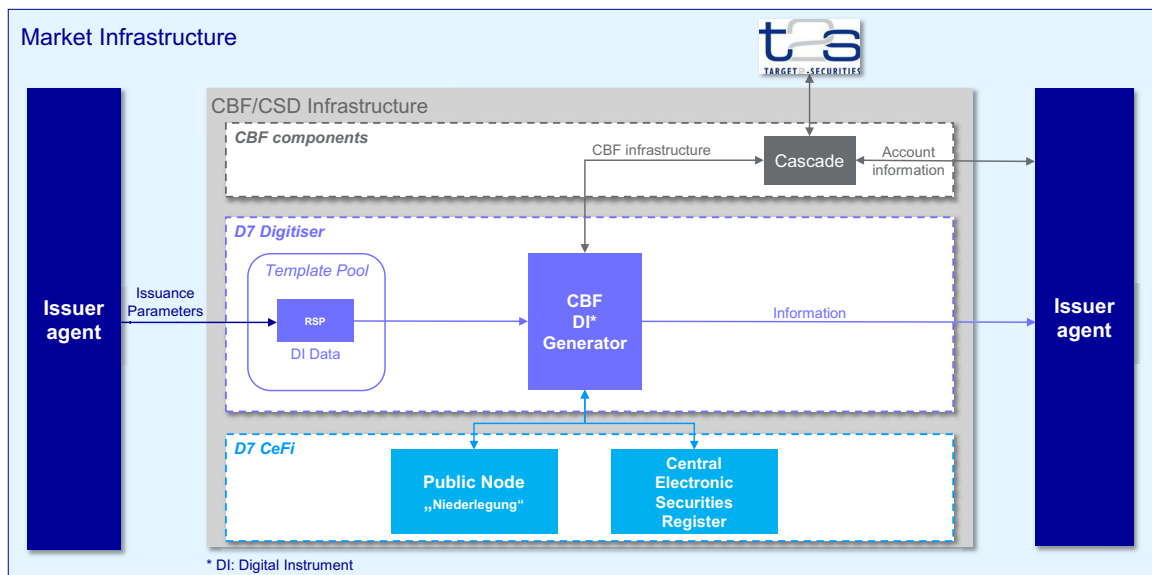 Market Infrastructure
t2s
TARGET2-SECURITIES
CBF/CSD Infrastructure
CBF components
CBF infrastructure
Cascade
Account
information
D7 Digitiser
Template Pool
Issuer
agent
Issuance
Parameters
RSP
DI Data
CBF
DI*
Generator
Information
Issuer
agent
D7 CeFi
Public Node
„Niederlegung“
Central
Electronic
Securities
Register
* DI: Digital Instrument